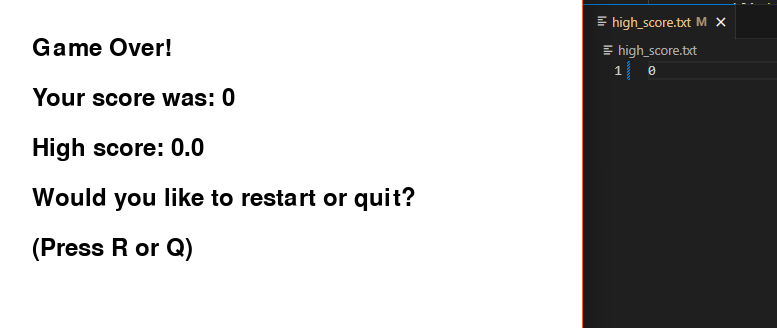 Game Over!
Your score was: 0
High score: 0.0
Would you like to restart or quit?
(Press R or Q)
high_score.txt M ×
high_score.txt
1 0